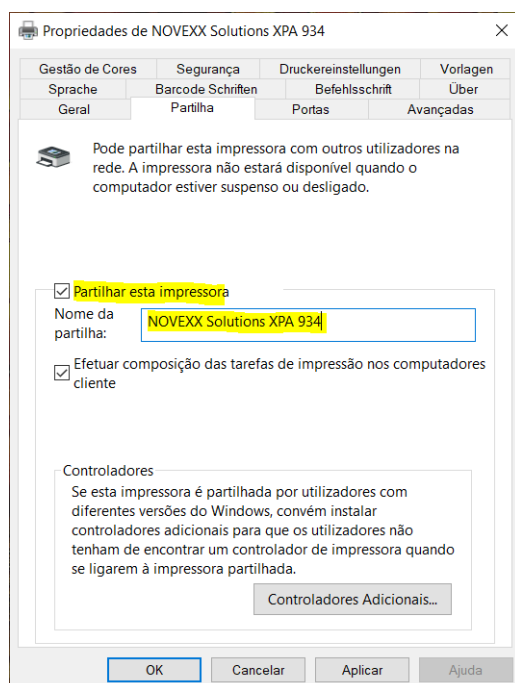 Propriedades de NOVEXX Solutions XPA 934
Gestão de Cores Segurança Druckereinstellungen Vorlagen
Sprache Barcode Schriften Befehlsschrift Über
Geral Partilha Portas Avançadas
Pode partilhar esta impressora com outros utilizadores na
rede. A impressora não estará disponível quando o
computador estiver suspenso ou desligado.
Partilhar esta impressora
Nome da
partilha:
NOVEXX Solutions XPA 934
Efetuar composição das tarefas de impressão nos computadores
cliente
Controladores
Se esta impressora é partilhada por utilizadores com
diferentes versões do Windows, convém instalar
controladores adicionais para que os utilizadores não
tenham de encontrar um controlador de impressora quando
se ligarem à impressora partilhada.
Controladores Adicionais...
OK Cancelar Aplicar Ajuda